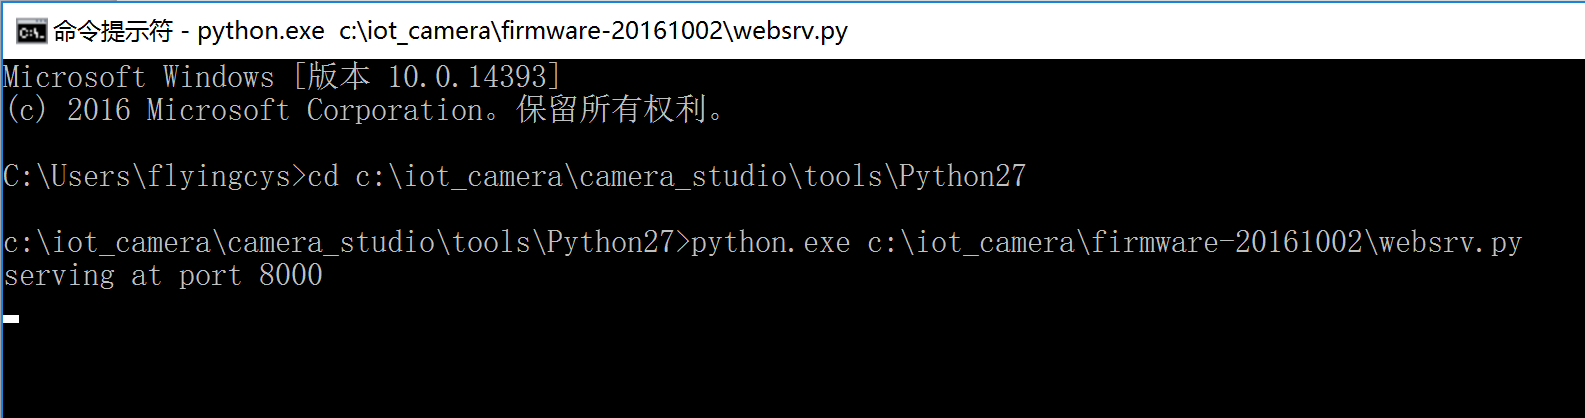 命令提示符 - python.exe  c:\iot_camera\firmware-20161002\websrv.py
Microsoft Windows [版本 10.0.14393]
(c) 2016 Microsoft Corporation。保留所有权利。
C:\Users\flyingcys>cd c:\iot_camera\camera_studio\tools\Python27
c:\iot_camera\camera_studio\tools\Python27>python.exe c:\iot_camera\firmware-20161002\websrv.py
serving at port 8000